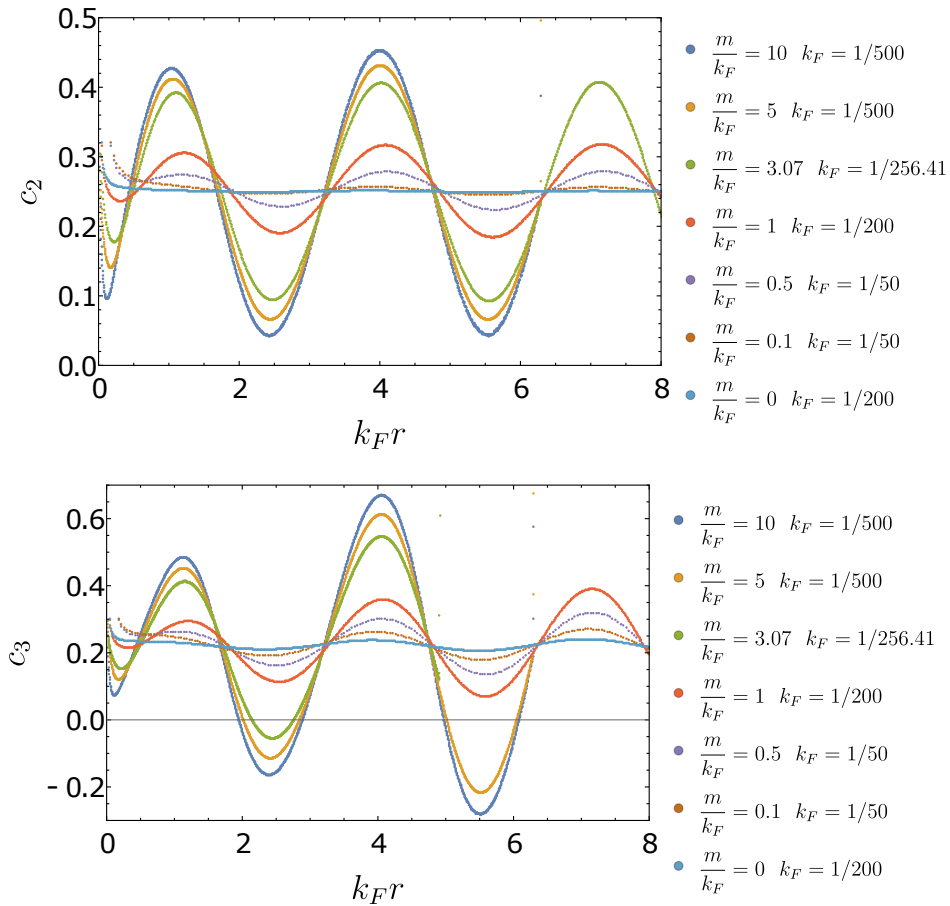 0.5
0.4
0.3
0.2
0.1
0.0
c_2
0 2 4 6 8
k_F r
m/k_F = 10 k_F = 1/500
m/k_F = 5 k_F = 1/500
m/k_F = 3.07 k_F = 1/256.41
m/k_F = 1 k_F = 1/200
m/k_F = 0.5 k_F = 1/50
m/k_F = 0.1 k_F = 1/50
m/k_F = 0 k_F = 1/200
0.6
0.4
0.2
0.0
-0.2
c_3
0 2 4 6 8
k_F r
m/k_F = 10 k_F = 1/500
m/k_F = 5 k_F = 1/500
m/k_F = 3.07 k_F = 1/256.41
m/k_F = 1 k_F = 1/200
m/k_F = 0.5 k_F = 1/50
m/k_F = 0.1 k_F = 1/50
m/k_F = 0 k_F = 1/200